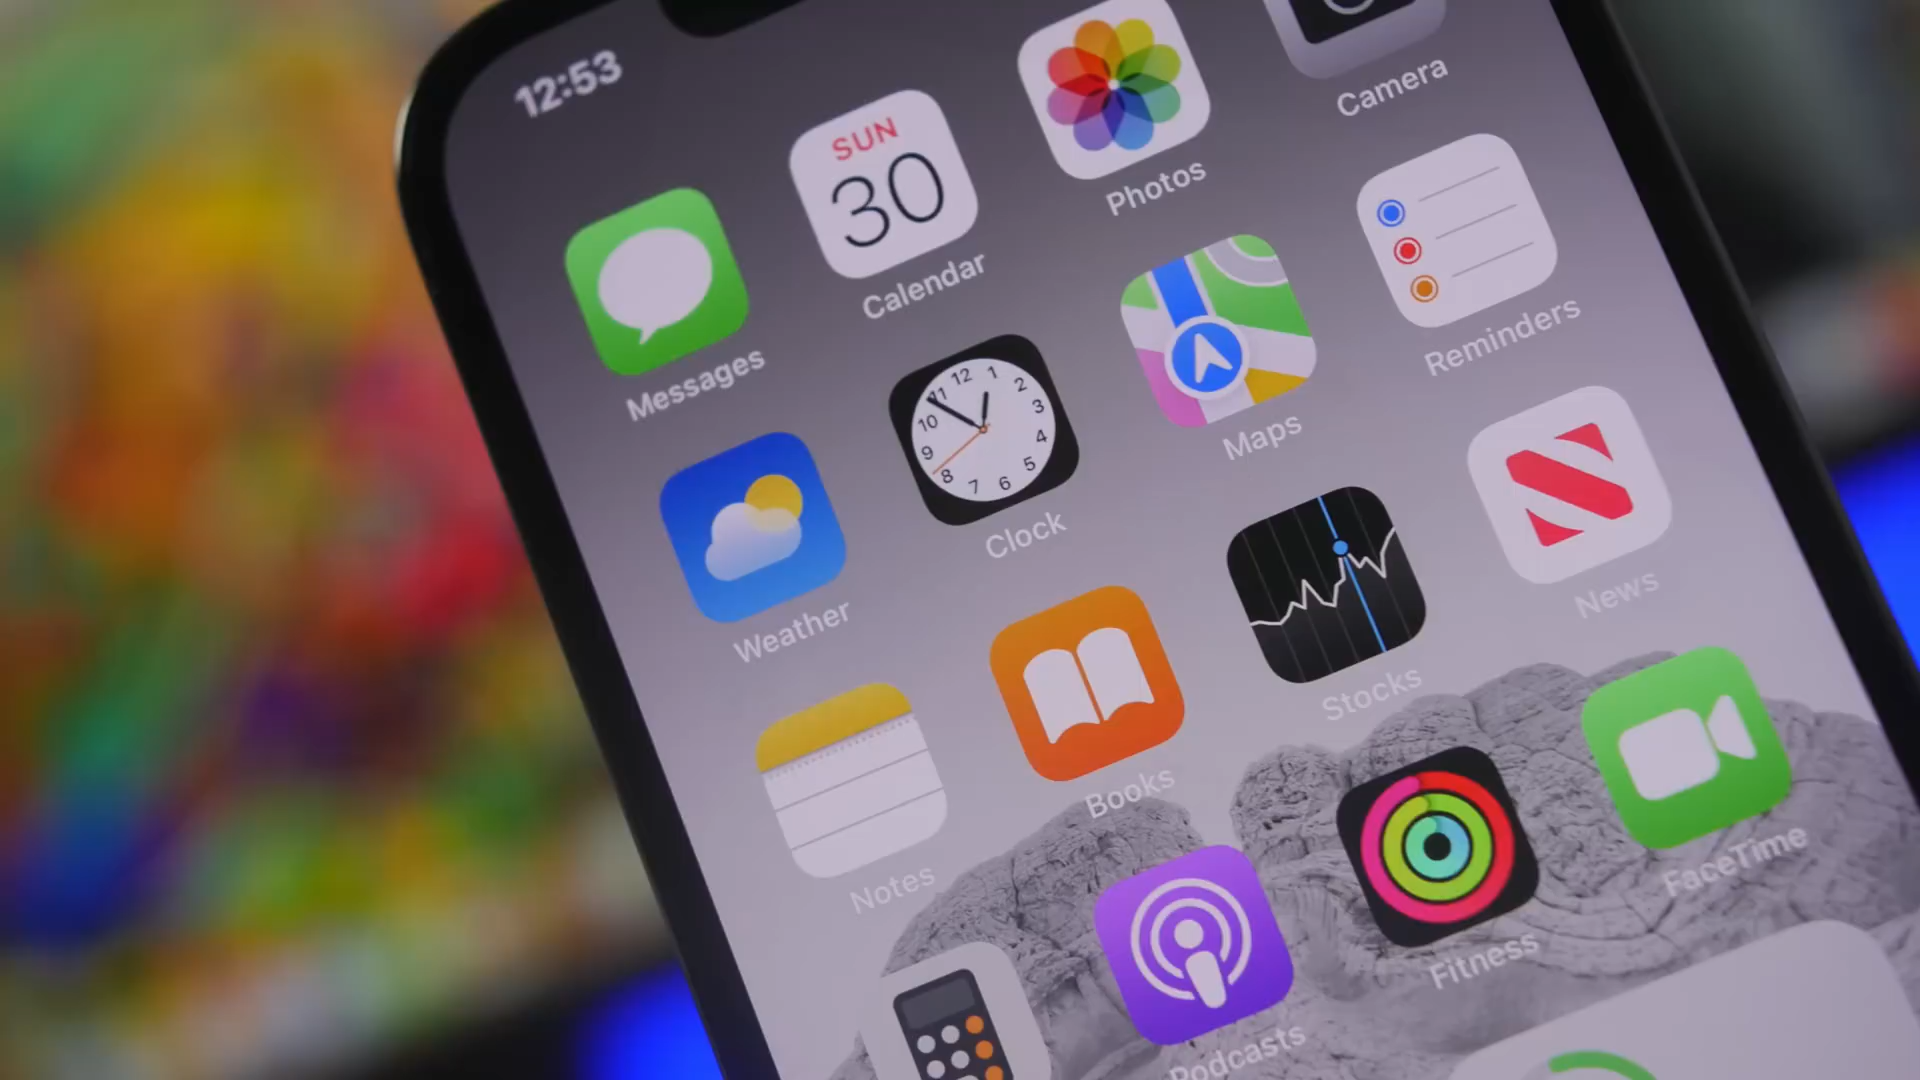 12:53
Messages
SUN
30
Calendar
Photos
Camera
Weather
12
1
2
3
4
5
6
7
8
9
10
11
Clock
Maps
Reminders
Notes
Books
Stocks
News
Podcasts
Fitness
FaceTime